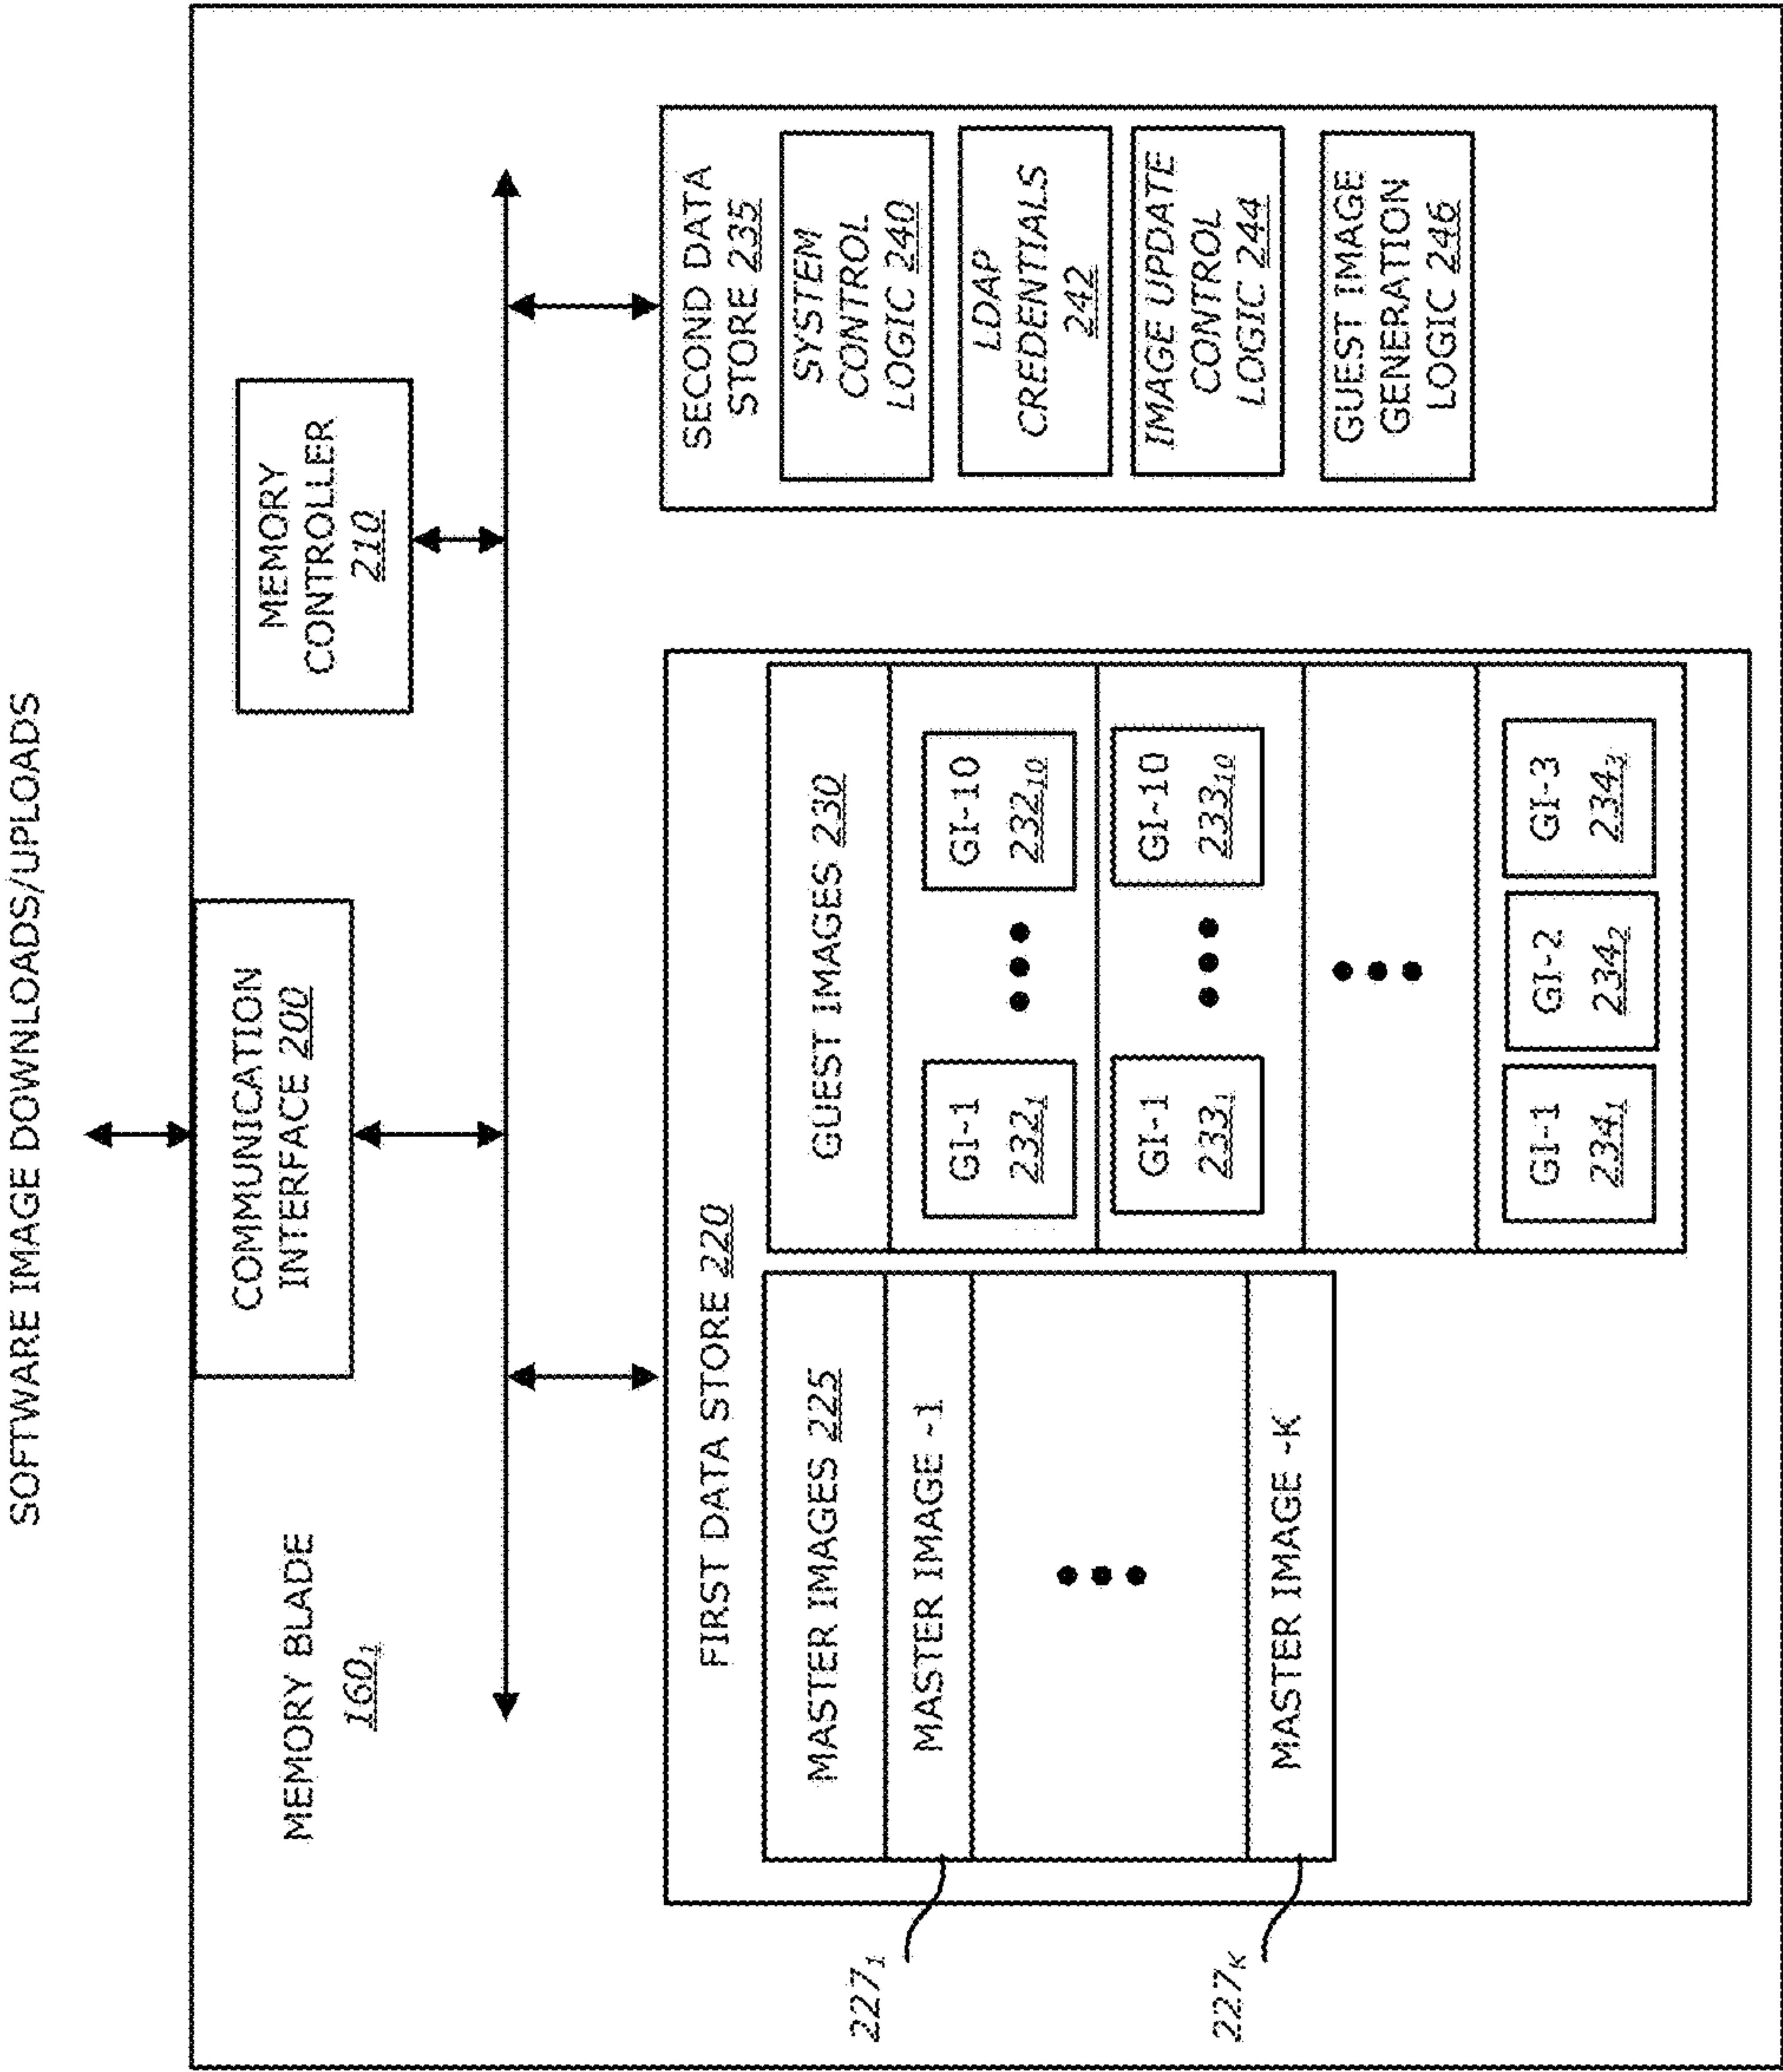 SOFTWARE IMAGE DOWNLOADS/UPLOADS
MEMORY BLADE
160₁
COMMUNICATION
INTERFACE 200
MEMORY
CONTROLLER
210
FIRST DATA STORE 220
MASTER IMAGES 225
MASTER IMAGE -1
MASTER IMAGE -K
227₁
227ₖ
GUEST IMAGES 230
GI-1
232₁
GI-10
232₁₀
GI-1
233₁
GI-10
233₁₀
GI-1
234₁
GI-2
234₂
GI-3
234₃
SECOND DATA
STORE 235
SYSTEM
CONTROL
LOGIC 240
LDAP
CREDENTIALS
242
IMAGE UPDATE
CONTROL
LOGIC 244
GUEST IMAGE
GENERATION
LOGIC 246